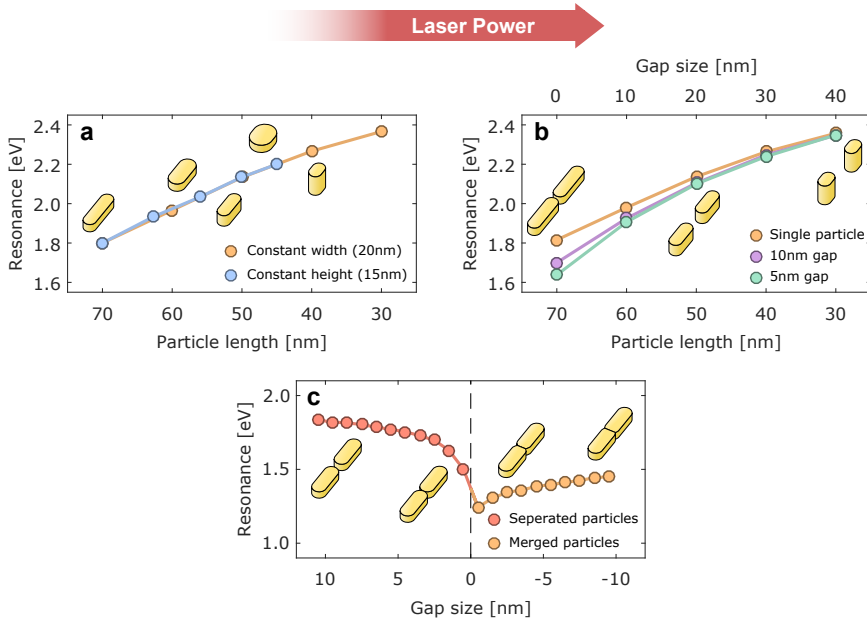 Laser Power
Gap size [nm]
0 10 20 30 40
a
2.4
2.2
2.0
1.8
1.6
Resonance [eV]
Constant width (20nm)
Constant height (15nm)
70 60 50 40 30
Particle length [nm]
b
2.4
2.2
2.0
1.8
1.6
Resonance [eV]
Single particle
10nm gap
5nm gap
70 60 50 40 30
Particle length [nm]
c
2.0
1.5
1.0
Resonance [eV]
Seperated particles
Merged particles
10 5 0 -5 -10
Gap size [nm]